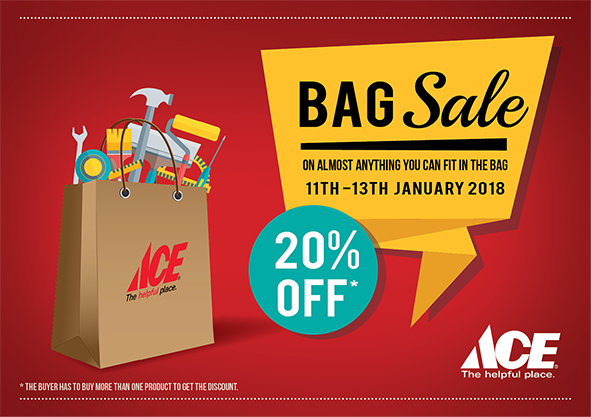 BAG Sale
ON ALMOST ANYTHING YOU CAN FIT IN THE BAG
11TH-13TH JANUARY 2018
20%
OFF*
ACE
The helpful place.
ACE®
The helpful place.
* THE BUYER HAS TO BUY MORE THAN ONE PRODUCT TO GET THE DISCOUNT.